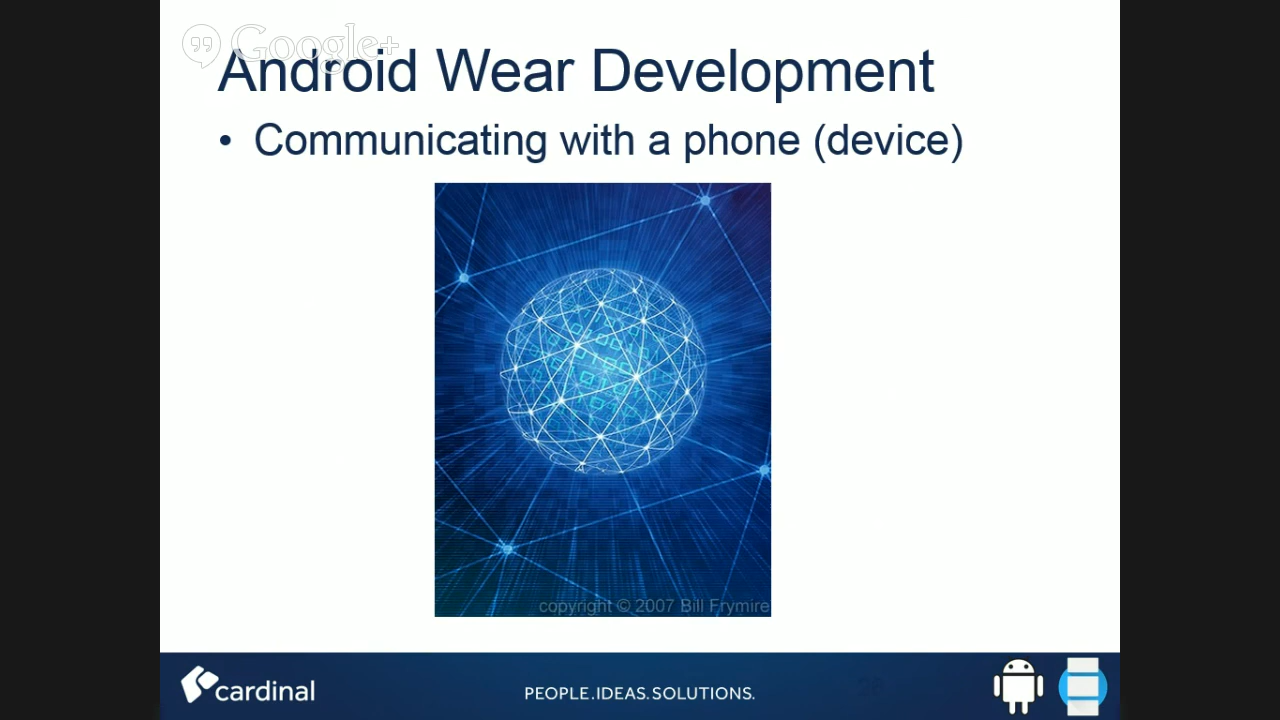 Google+
Android Wear Development
• Communicating with a phone (device)
copyright © 2007 Bill Frymire
cardinal
PEOPLE.IDEAS.SOLUTIONS.